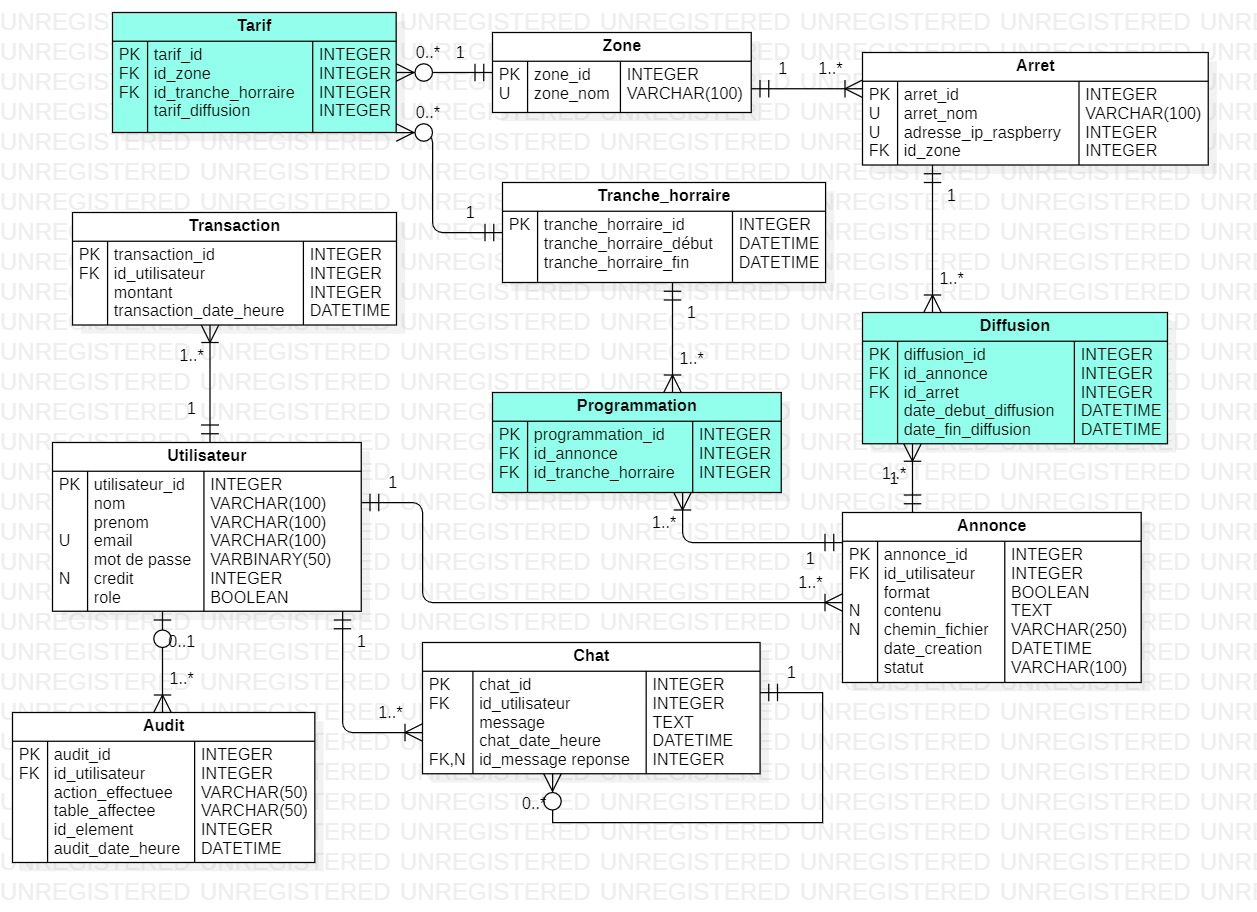 Tarif
PK tarif_id INTEGER
FK id_zone INTEGER
FK id_tranche_horraire INTEGER
tarif_diffusion INTEGER
0..* 1
0..*
Zone
PK zone_id INTEGER
U zone_nom VARCHAR(100)
1 1..*
Arret
PK arret_id INTEGER
U arret_nom VARCHAR(100)
U adresse_ip_raspberry INTEGER
FK id_zone INTEGER
1
1..*
Tranche_horraire
PK tranche_horraire_id INTEGER
tranche_horraire_début DATETIME
tranche_horraire_fin DATETIME
1
1
1..*
Transaction
PK transaction_id INTEGER
FK id_utilisateur INTEGER
montant INTEGER
transaction_date_heure DATETIME
1..*
1
Diffusion
PK diffusion_id INTEGER
FK id_annonce INTEGER
FK id_arret INTEGER
date_debut_diffusion DATETIME
date_fin_diffusion DATETIME
1..*
1
Programmation
PK programmation_id INTEGER
FK id_annonce INTEGER
FK id_tranche_horraire INTEGER
1..*
1
Utilisateur
PK utilisateur_id INTEGER
nom VARCHAR(100)
prenom VARCHAR(100)
U email VARCHAR(100)
mot de passe VARBINARY(50)
N credit INTEGER
role BOOLEAN
1
1..*
0..1
1..*
1
1..*
Annonce
PK annonce_id INTEGER
FK id_utilisateur INTEGER
format BOOLEAN
N contenu TEXT
N chemin_fichier VARCHAR(250)
date_creation DATETIME
statut VARCHAR(100)
Chat
PK chat_id INTEGER
FK id_utilisateur INTEGER
message TEXT
chat_date_heure DATETIME
FK,N id_message reponse INTEGER
1
0..*
Audit
PK audit_id INTEGER
FK id_utilisateur INTEGER
action_effectuee VARCHAR(50)
table_affectee VARCHAR(50)
id_element INTEGER
audit_date_heure DATETIME
UNREGISTERED